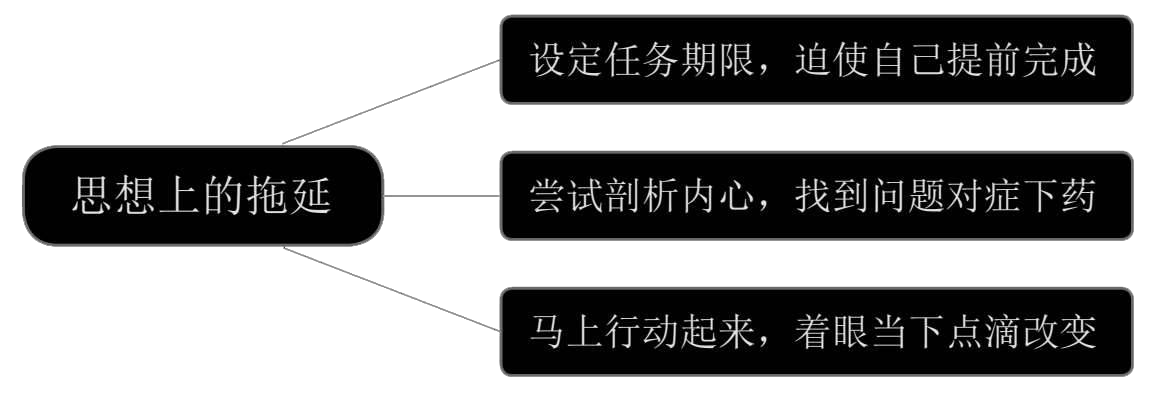 设定任务期限，迫使自己提前完成
思想上的拖延
尝试剖析内心，找到问题对症下药
马上行动起来，着眼当下点滴改变